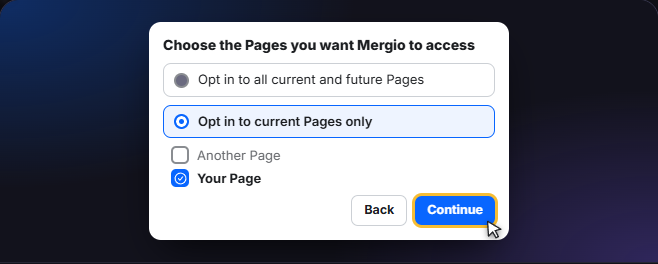 Choose the Pages you want Mergio to access
Opt in to all current and future Pages
Opt in to current Pages only
Another Page
Your Page
Back
Continue